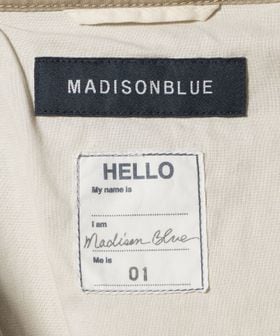 MADISONBLUE
HELLO
My name is
I am
Madison Blue
Me is
01